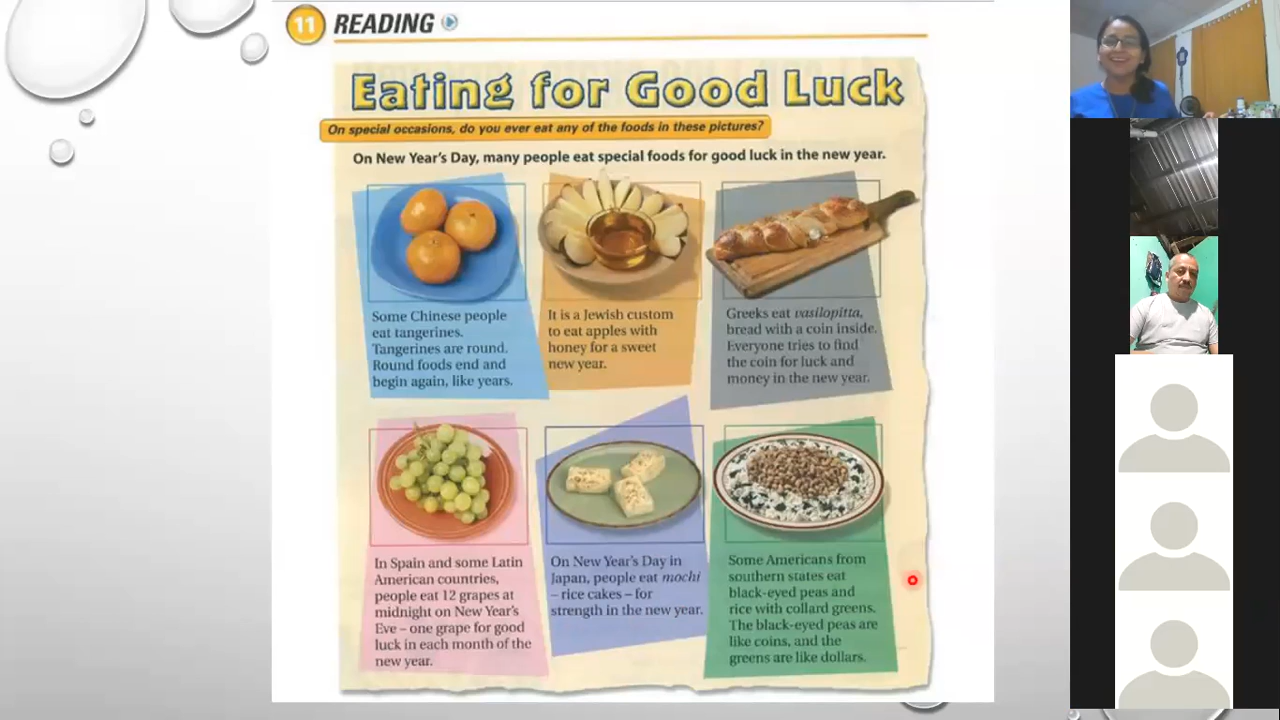 11 READING
Eating for Good Luck
On special occasions, do you ever eat any of the foods in these pictures?
On New Year's Day, many people eat special foods for good luck in the new year.
Some Chinese people
eat tangerines.
Tangerines are round.
Round foods end and
begin again, like years.
It is a Jewish custom
to eat apples with
honey for a sweet
new year.
Greeks eat vasilopitta,
bread with a coin inside.
Everyone tries to find
the coin for luck and
money in the new year.
In Spain and some Latin
American countries,
people eat 12 grapes at
midnight on New Year's
Eve – one grape for good
luck in each month of the
new year.
On New Year's Day in
Japan, people eat mochi
– rice cakes – for
strength in the new year.
Some Americans from
southern states eat
black-eyed peas and
rice with collard greens.
The black-eyed peas are
like coins, and the
greens are like dollars.